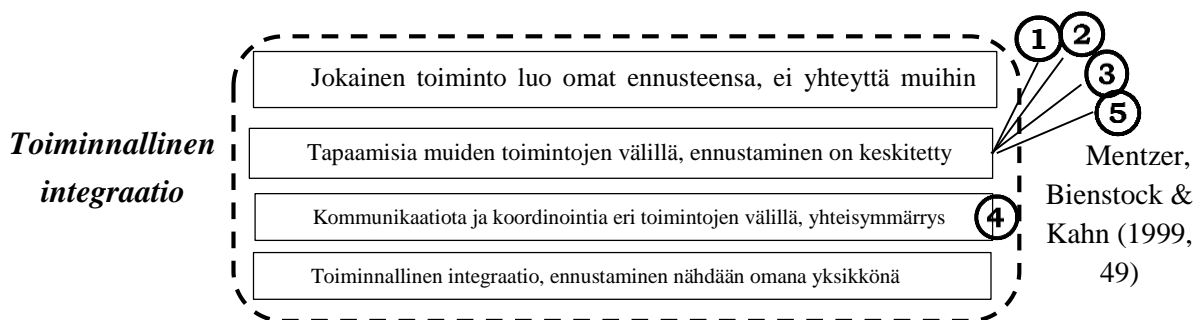 1 2
Jokainen toiminto luo omat ennusteensa, ei yhteyttä muihin
3
5
Toiminnallinen
integraatio
Tapaamisia muiden toimintojen välillä, ennustaminen on keskitetty
Kommunikaatiota ja koordinointia eri toimintojen välillä, yhteisymmärrys
4
Toiminnallinen integraatio, ennustaminen nähdään omana yksikkönä
Mentzer,
Bienstock &
Kahn (1999,
49)